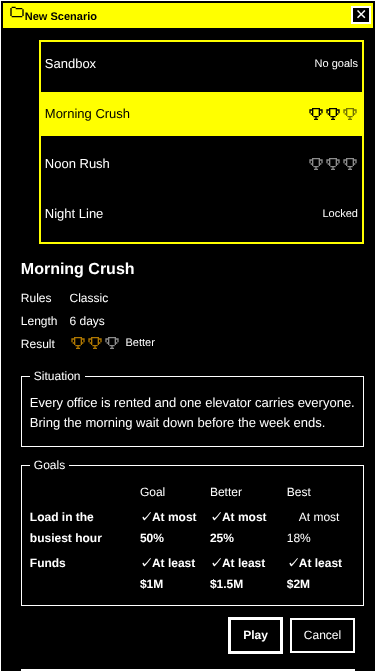 New Scenario
Sandbox No goals
Morning Crush
Noon Rush
Night Line Locked
Morning Crush
Rules Classic
Length 6 days
Result Better
Situation
Every office is rented and one elevator carries everyone.
Bring the morning wait down before the week ends.
Goals
Goal Better Best
Load in the ✓At most ✓At most At most
busiest hour 50% 25% 18%
Funds ✓At least ✓At least ✓At least
$1M $1.5M $2M
Play Cancel